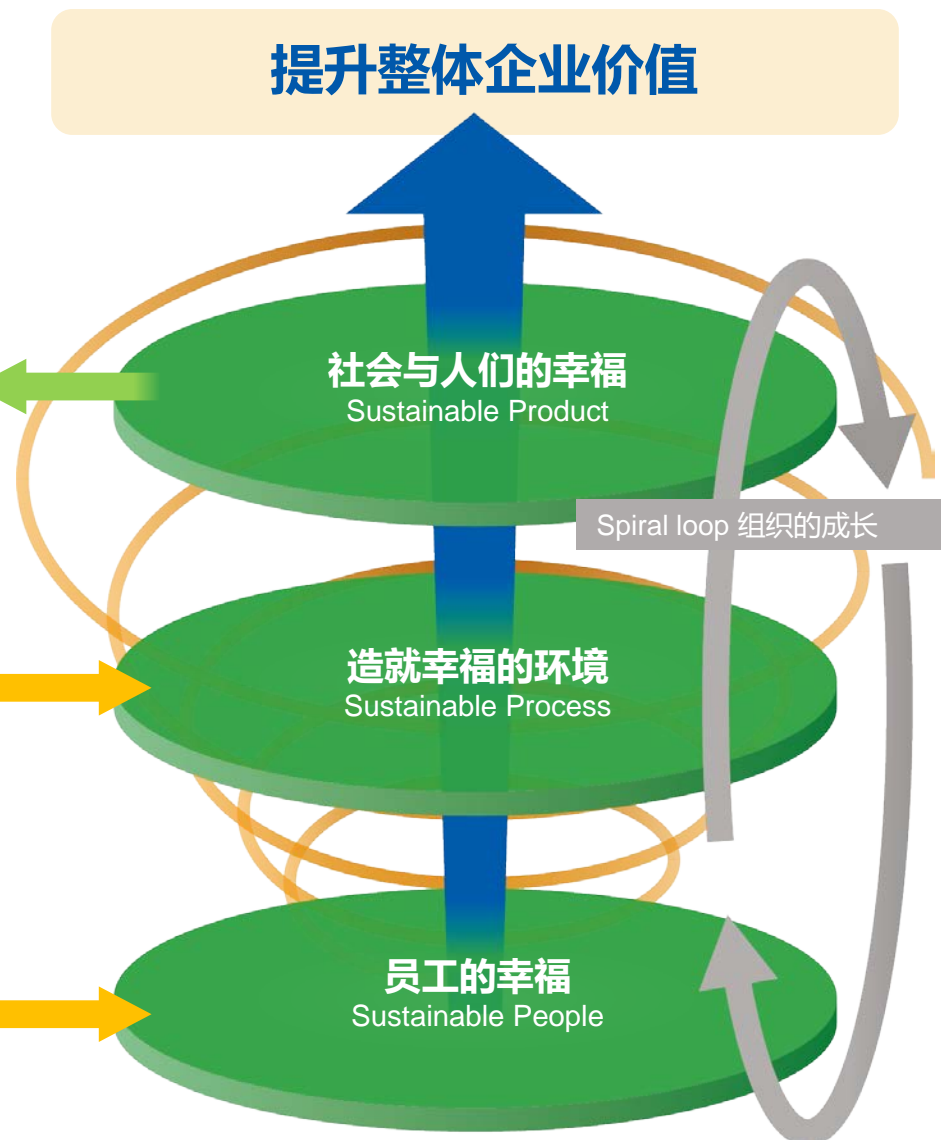 提升整体企业价值
社会与人们的幸福
Sustainable Product
Spiral loop 组织的成长
造就幸福的环境
Sustainable Process
员工的幸福
Sustainable People